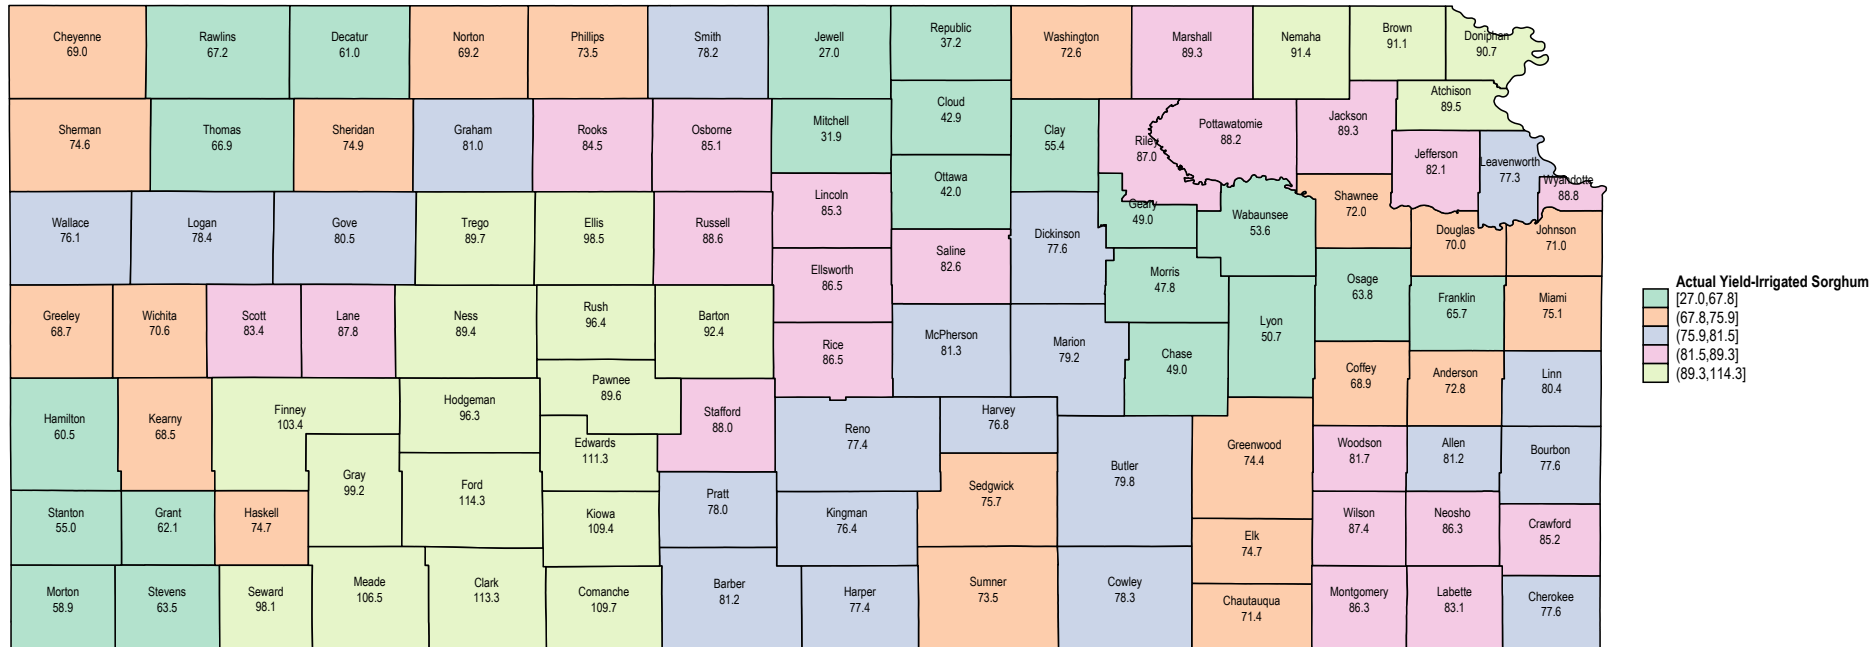 Cheyenne
69.0
Rawlins
67.2
Decatur
61.0
Norton
69.2
Phillips
73.5
Smith
78.2
Jewell
27.0
Republic
37.2
Washington
72.6
Marshall
89.3
Nemaha
91.4
Brown
91.1
Doniphan
90.7
Sherman
74.6
Thomas
66.9
Sheridan
74.9
Graham
81.0
Rooks
84.5
Osborne
85.1
Mitchell
31.9
Cloud
42.9
Clay
55.4
Riley
87.0
Pottawatomie
88.2
Jackson
89.3
Atchison
89.5
Jefferson
82.1
Leavenworth
77.3
Wyandotte
88.8
Wallace
76.1
Logan
78.4
Gove
80.5
Trego
89.7
Ellis
98.5
Russell
88.6
Lincoln
85.3
Ottawa
42.0
Saline
82.6
Dickinson
77.6
Geary
49.0
Wabaunsee
53.6
Shawnee
72.0
Douglas
70.0
Johnson
71.0
Ellsworth
86.5
Morris
47.8
Osage
63.8
Franklin
65.7
Miami
75.1
Greeley
68.7
Wichita
70.6
Scott
83.4
Lane
87.8
Ness
89.4
Rush
96.4
Barton
92.4
Rice
86.5
McPherson
81.3
Marion
79.2
Chase
49.0
Lyon
50.7
Coffey
68.9
Anderson
72.8
Linn
80.4
Hamilton
60.5
Kearny
68.5
Finney
103.4
Hodgeman
96.3
Pawnee
89.6
Stafford
88.0
Edwards
111.3
Reno
77.4
Harvey
76.8
Butler
79.8
Greenwood
74.4
Woodson
81.7
Allen
81.2
Bourbon
77.6
Gray
99.2
Ford
114.3
Kiowa
109.4
Pratt
78.0
Kingman
76.4
Sedgwick
75.7
Elk
74.7
Wilson
87.4
Neosho
86.3
Crawford
85.2
Stanton
55.0
Grant
62.1
Haskell
74.7
Morton
58.9
Stevens
63.5
Seward
98.1
Meade
106.5
Clark
113.3
Comanche
109.7
Barber
81.2
Harper
77.4
Sumner
73.5
Cowley
78.3
Chautauqua
71.4
Montgomery
86.3
Labette
83.1
Cherokee
77.6
Actual Yield-Irrigated Sorghum
[27.0,67.8]
(67.8,75.9]
(75.9,81.5]
(81.5,89.3]
(89.3,114.3]